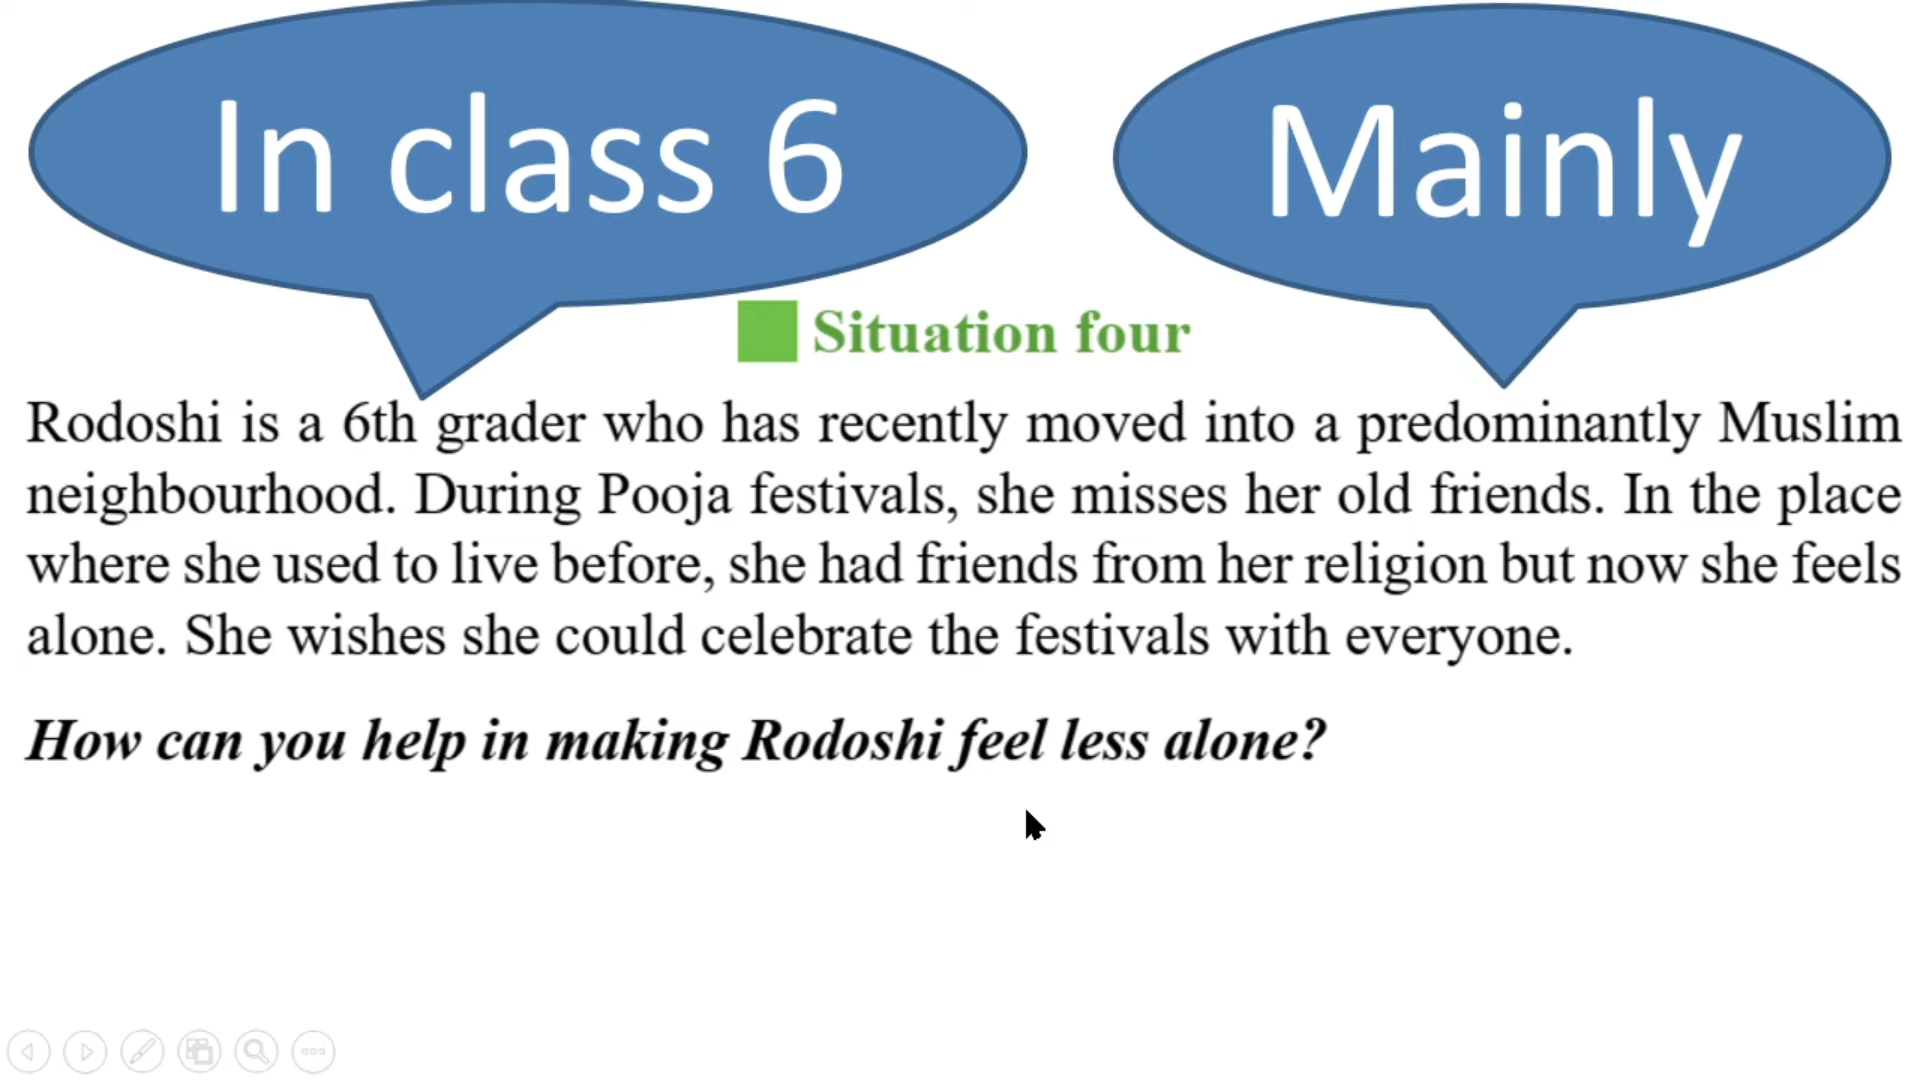 In class 6
Mainly
Situation four
Rodoshi is a 6th grader who has recently moved into a predominantly Muslim
neighbourhood. During Pooja festivals, she misses her old friends. In the place
where she used to live before, she had friends from her religion but now she feels
alone. She wishes she could celebrate the festivals with everyone.
How can you help in making Rodoshi feel less alone?